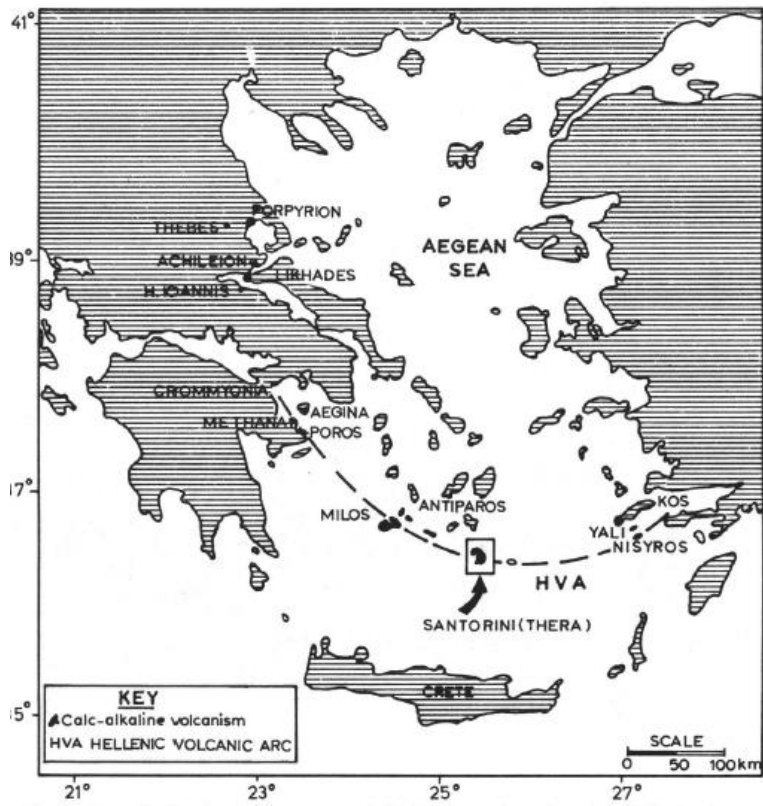 41°
PORPYRION
THEBES
AEGEAN
SEA
39°
ACHILEION
LIKHADES
H.IOANNIS
CROMMYONIA
AEGINA
METHANA
POROS
37°
ANTIPAROS
KOS
MILOS
YALI
NISYROS
HVA
SANTORINI (THERA)
CRETE
KEY
Calc-alkaline volcanism
HVA HELLENIC VOLCANIC ARC
35°
SCALE
0 50 100km
21° 23° 25° 27°